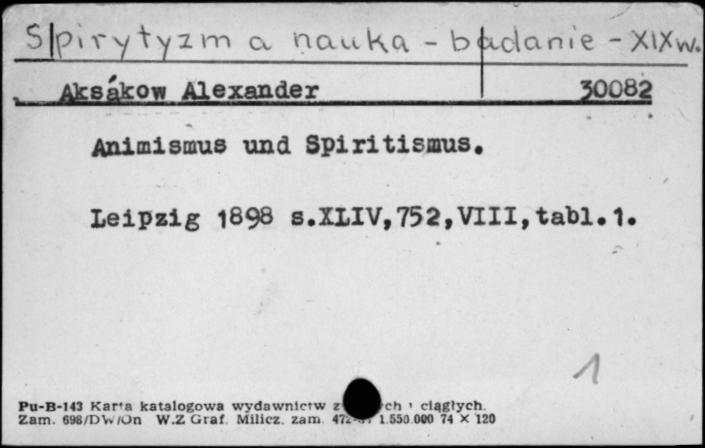 Spirytyzm a nauka - badanie - XIX w.
Aksákow Alexander 30082
Animismus und Spiritismus.
Leipzig 1898 s.XLIV,752,VIII,tabl.1.
1
Pu-B-143 Karta katalogowa wydawnictw ciągłych.
Zam. 698/DW/On W.Z Graf. Milicz. zam. 1.550.000 74 × 120